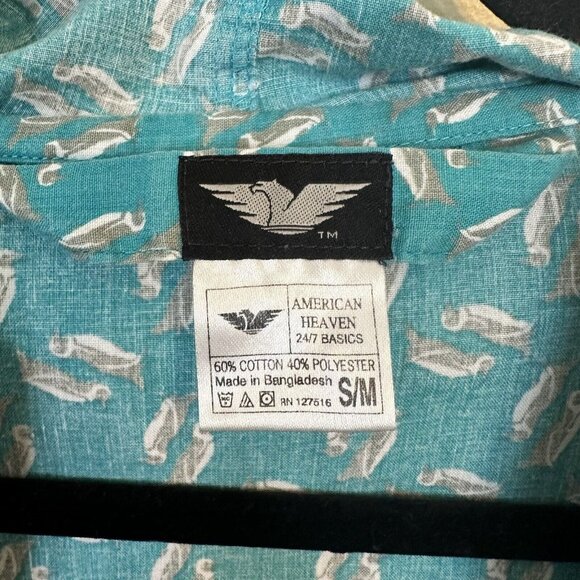 TM
AMERICAN
HEAVEN
24/7 BASICS
60% COTTON 40% POLYESTER
Made in Bangladesh S/M
RN 127516